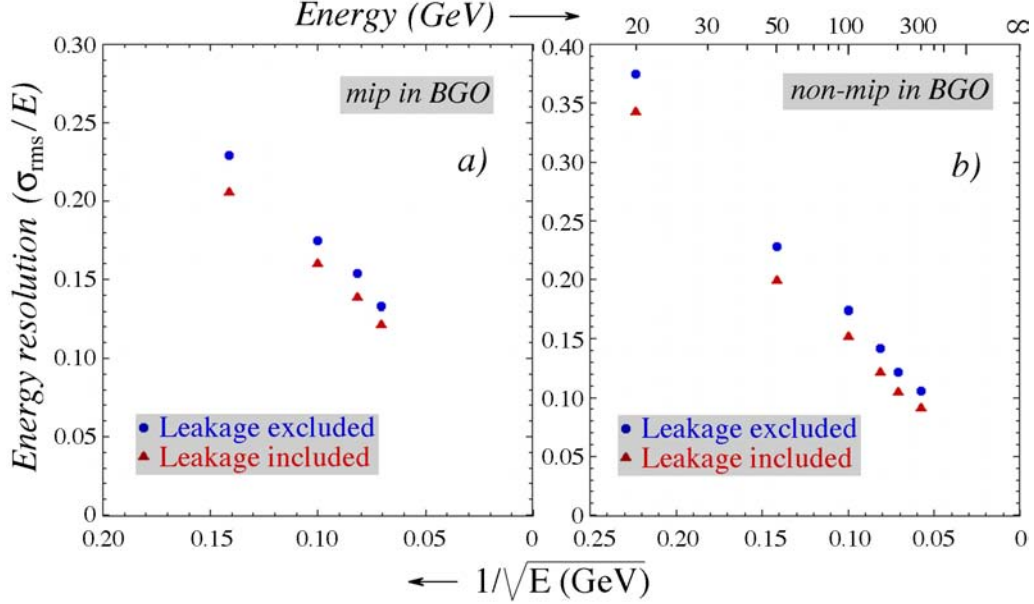 Energy (GeV) ⟶
20 30 50 100 300 ∞
Energy resolution (σrms / E)
0.30
0.25
0.20
0.15
0.10
0.05
0
mip in BGO
a)
Leakage excluded
Leakage included
0.20 0.15 0.10 0.05 0
0.40
0.35
0.30
0.25
0.20
0.15
0.10
0.05
0
non-mip in BGO
b)
Leakage excluded
Leakage included
0.25 0.20 0.15 0.10 0.05 0
⟵ 1/√E (GeV)